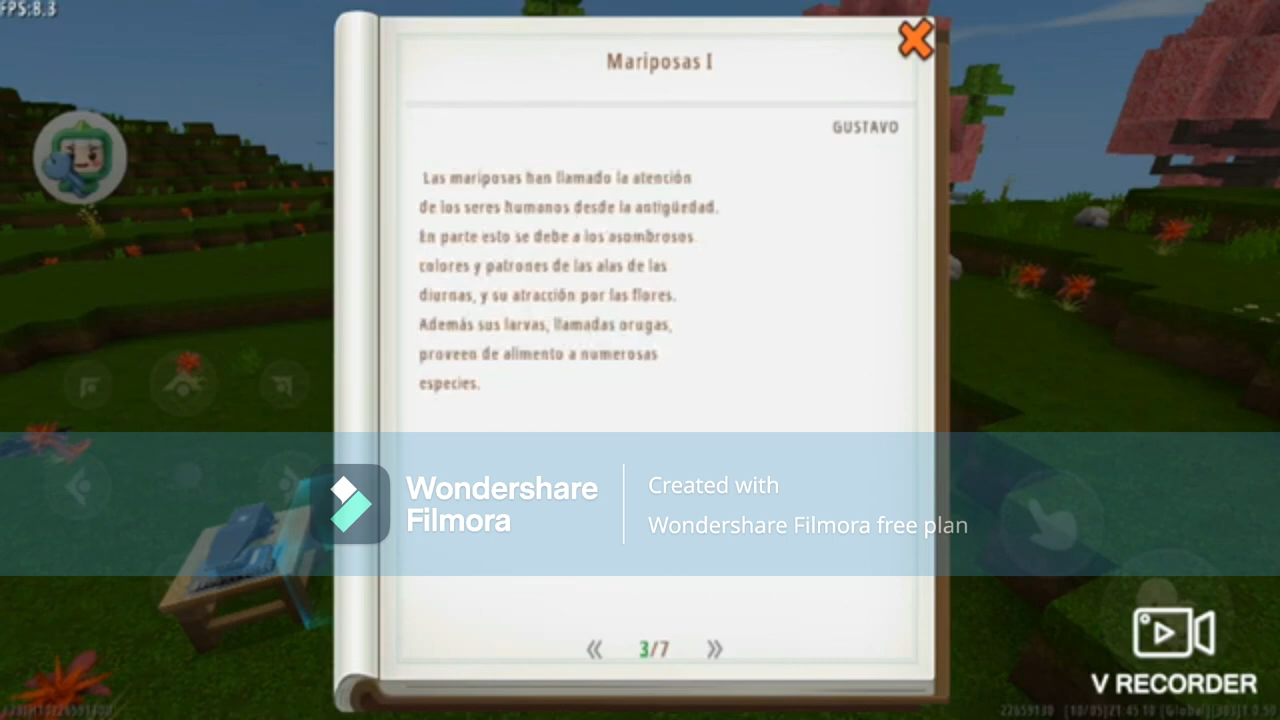 FPS:8.3
Mariposas I
GUSTAVO
Las mariposas han llamado la atención
de los seres humanos desde la antigüedad.
En parte esto se debe a los asombrosos
colores y patrones de las alas de las
diurnas, y su atracción por las flores.
Además sus larvas, llamadas orugas,
proveen de alimento a numerosas
especies.
Wondershare
Filmora
Created with
Wondershare Filmora free plan
3/7
V RECORDER